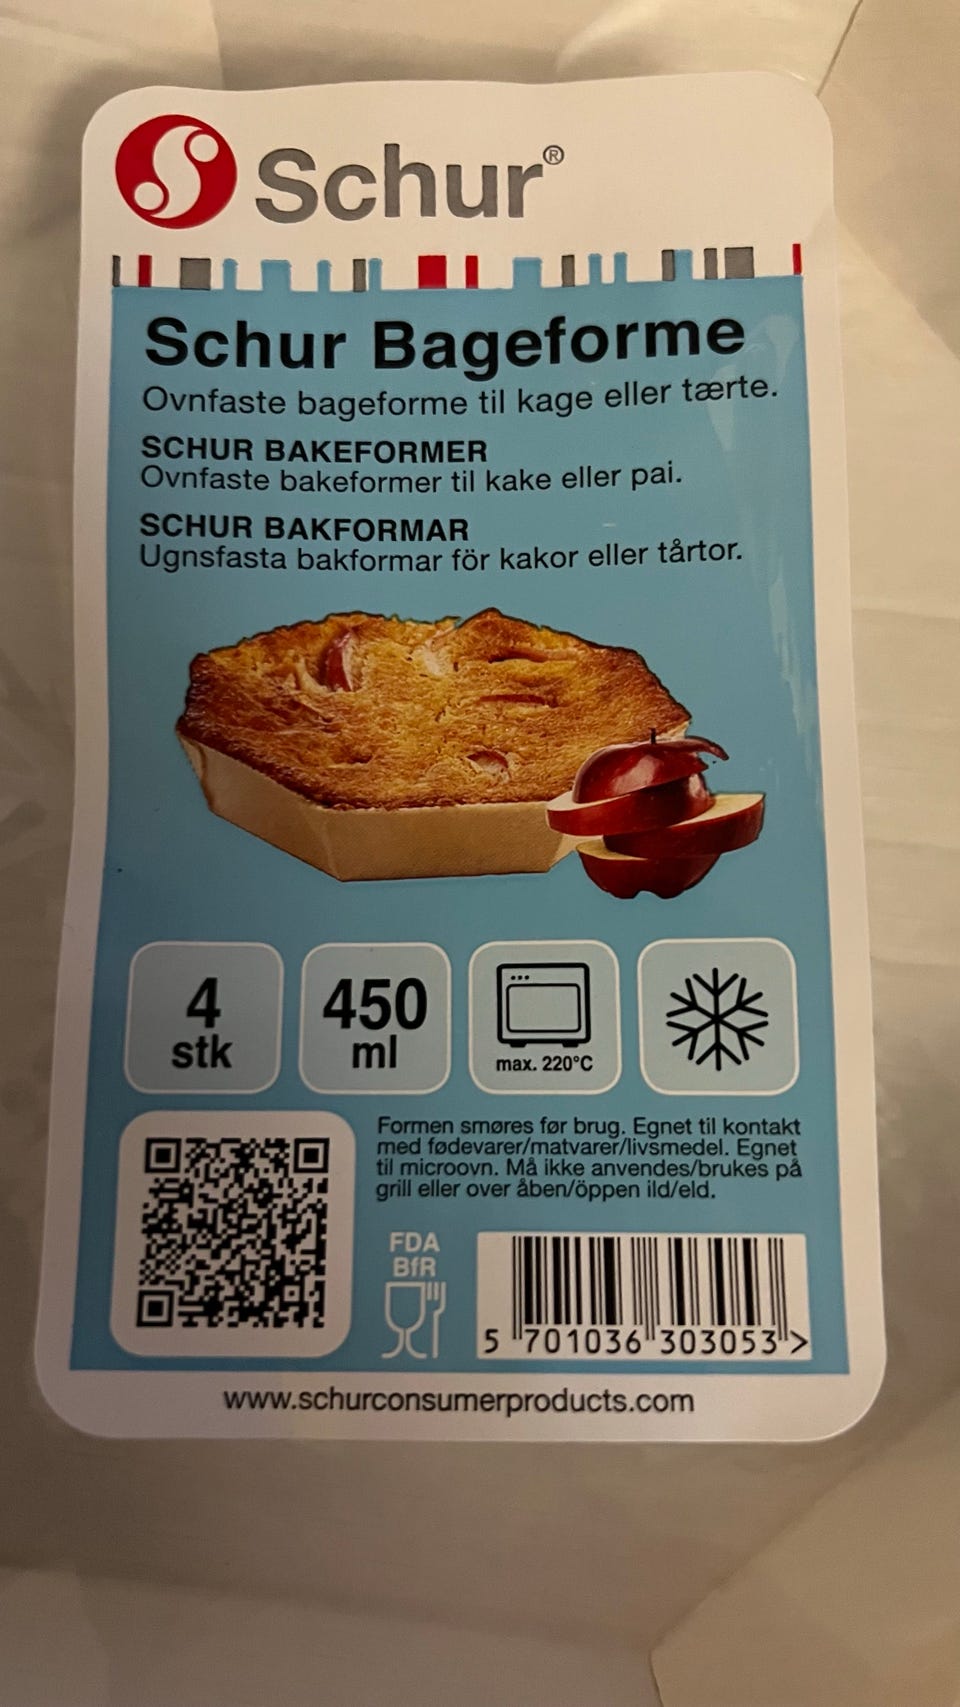 Schur®
Schur Bageforme
Ovnfaste bageforme til kage eller tærte.
SCHUR BAKEFORMER
Ovnfaste bakeformer til kake eller pai.
SCHUR BAKFORMAR
Ugnsfasta bakformar för kakor eller tårtor.
4
stk
450
ml
max. 220°C
Formen smøres før brug. Egnet til kontakt
med fødevarer/matvarer/livsmedel. Egnet
til microovn. Må ikke anvendes/brukes på
grill eller over åben/öppen ild/eld.
FDA
BfR
5 701036 303053 >
www.schurconsumerproducts.com